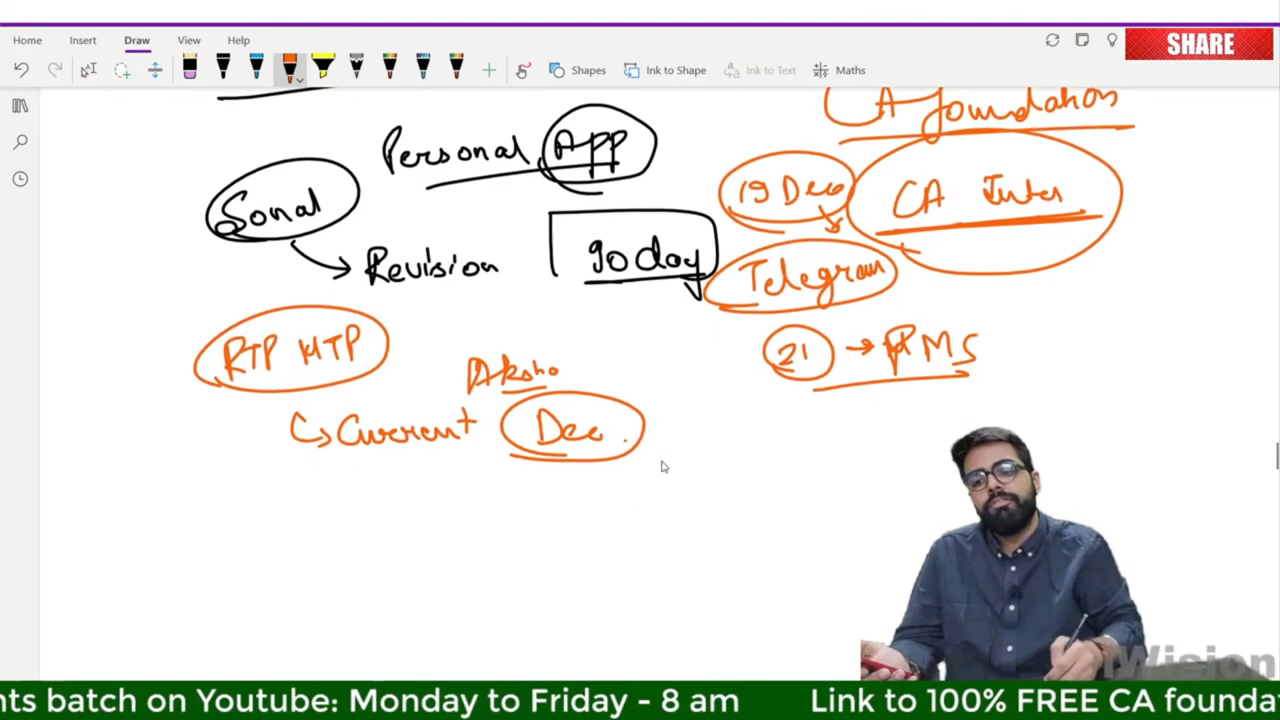 SHARE
Home Insert Draw View Help
Shapes Ink to Shape Ink to Text Maths
CA foundation
Personal App
19 Dec CA Inter
Sonal
Revision 90 day Telegram
RTP MTP
21 → PMS
Current Dec.
Wision
nts batch on Youtube: Monday to Friday - 8 am Link to 100% FREE CA founda